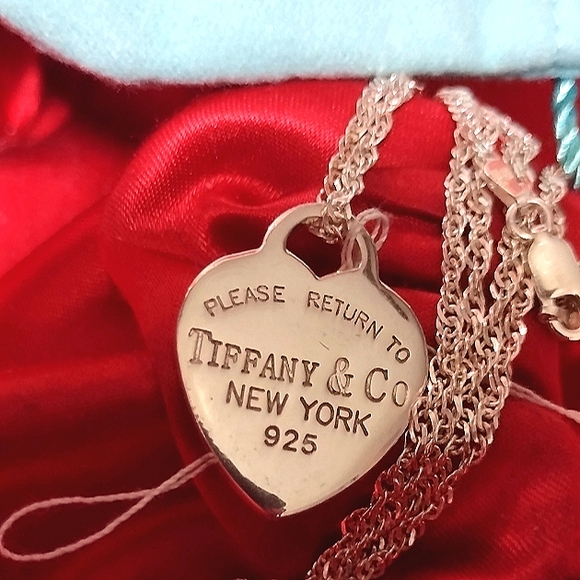 PLEASE RETURN TO
TIFFANY & Co
NEW YORK
925